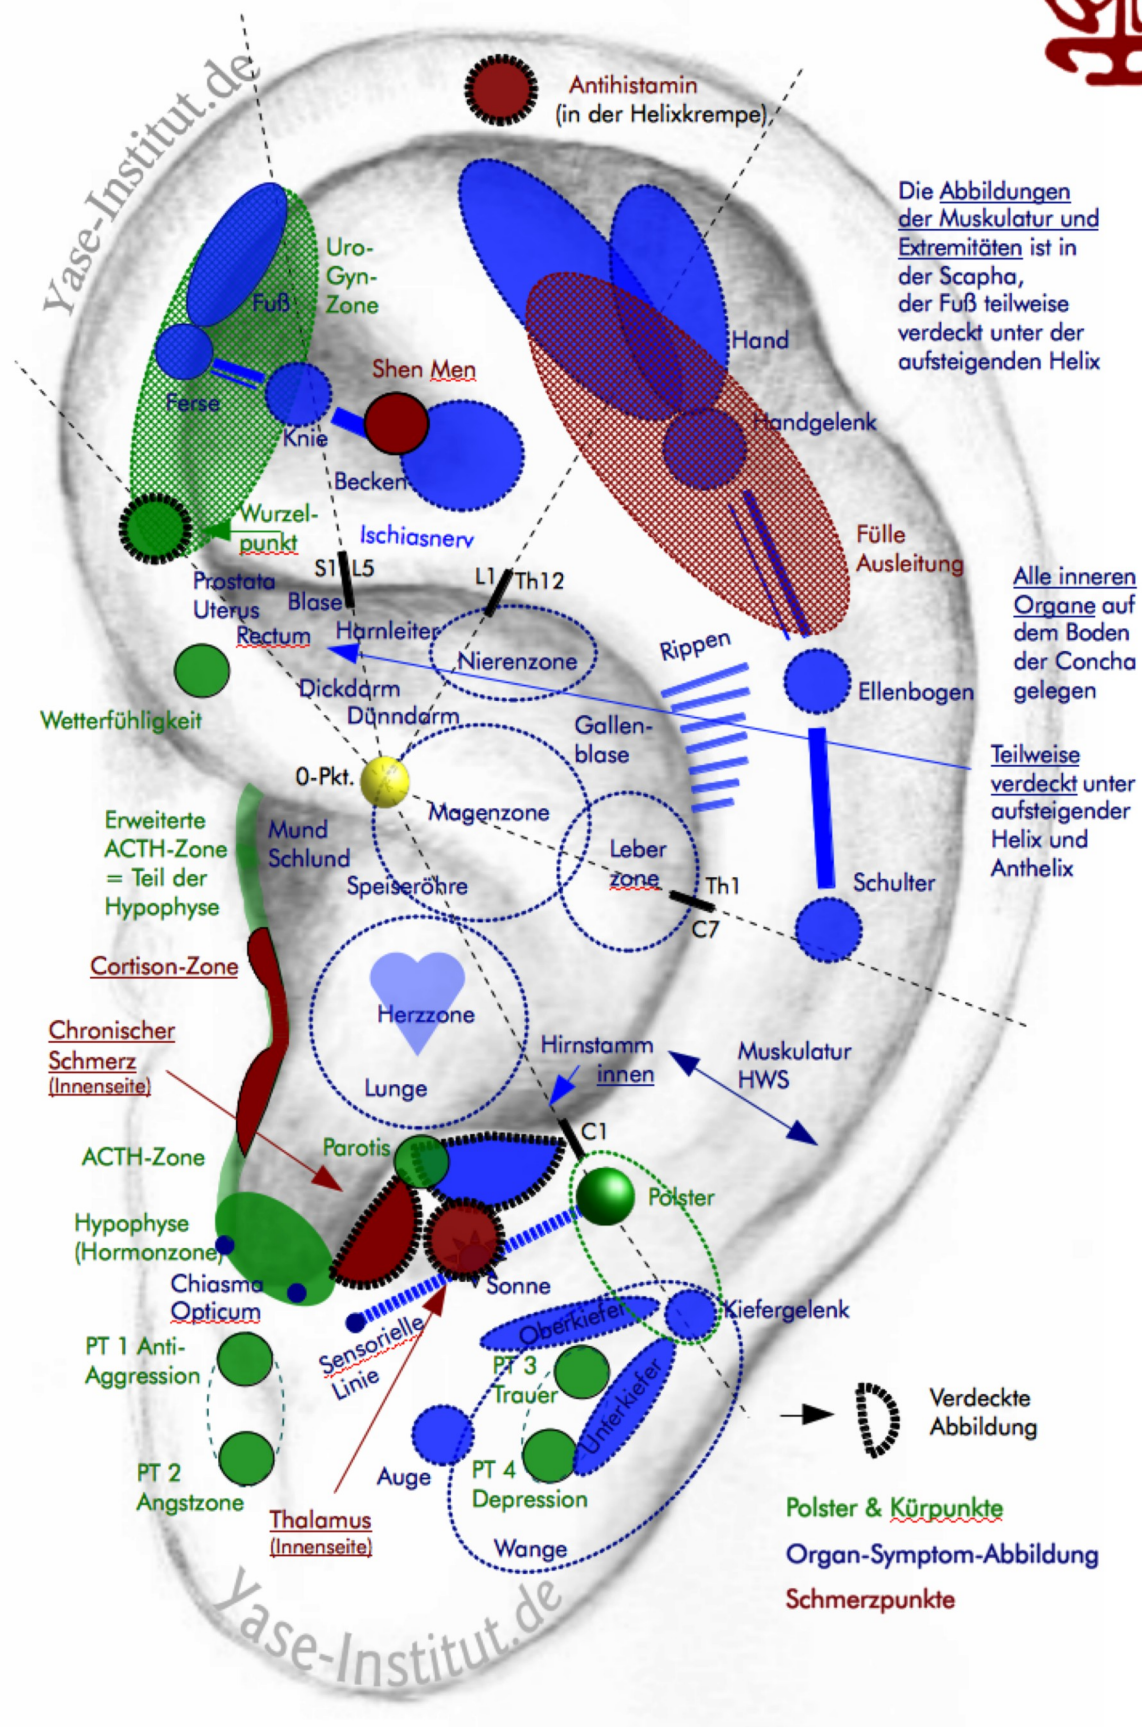 Yase-Institut.de
Antihistamin
(in der Helixkrempe)
Die Abbildungen
der Muskulatur und
Extremitäten ist in
der Scapha,
der Fuß teilweise
verdeckt unter der
aufsteigenden Helix
Uro-
Gyn-
Zone
Fuß
Hand
Shen Men
Ferse
Knie
Handgelenk
Becken
Wurzel-
punkt
Ischiasnerv
Fülle
Ausleitung
S1 L5
L1 Th12
Prostata
Uterus
Blase
Rectum
Harnleiter
Nierenzone
Rippen
Alle inneren
Organe auf
dem Boden
der Concha
gelegen
Ellenbogen
Dickdarm
Dünndarm
Wetterfühligkeit
Gallen-
blase
Teilweise
verdeckt unter
aufsteigender
Helix und
Anthelix
0-Pkt.
Magenzone
Erweiterte
ACTH-Zone
= Teil der
Hypophyse
Mund
Schlund
Speiseröhre
Leber
zone
Th1
C7
Schulter
Cortison-Zone
Herzzone
Chronischer
Schmerz
(Innenseite)
Hirnstamm
innen
Muskulatur
HWS
Lunge
C1
Parotis
ACTH-Zone
Polster
Hypophyse
(Hormonzone)
Chiasma
Opticum
Sonne
Kiefergelenk
Oberkiefer
Sensorielle
Linie
PT 1 Anti-
Aggression
PT 3
Trauer
Unterkiefer
Verdeckte
Abbildung
Auge
PT 2
Angstzone
PT 4
Depression
Thalamus
(Innenseite)
Wange
Polster & Kürpunkte
Organ-Symptom-Abbildung
Schmerzpunkte
Yase-Institut.de